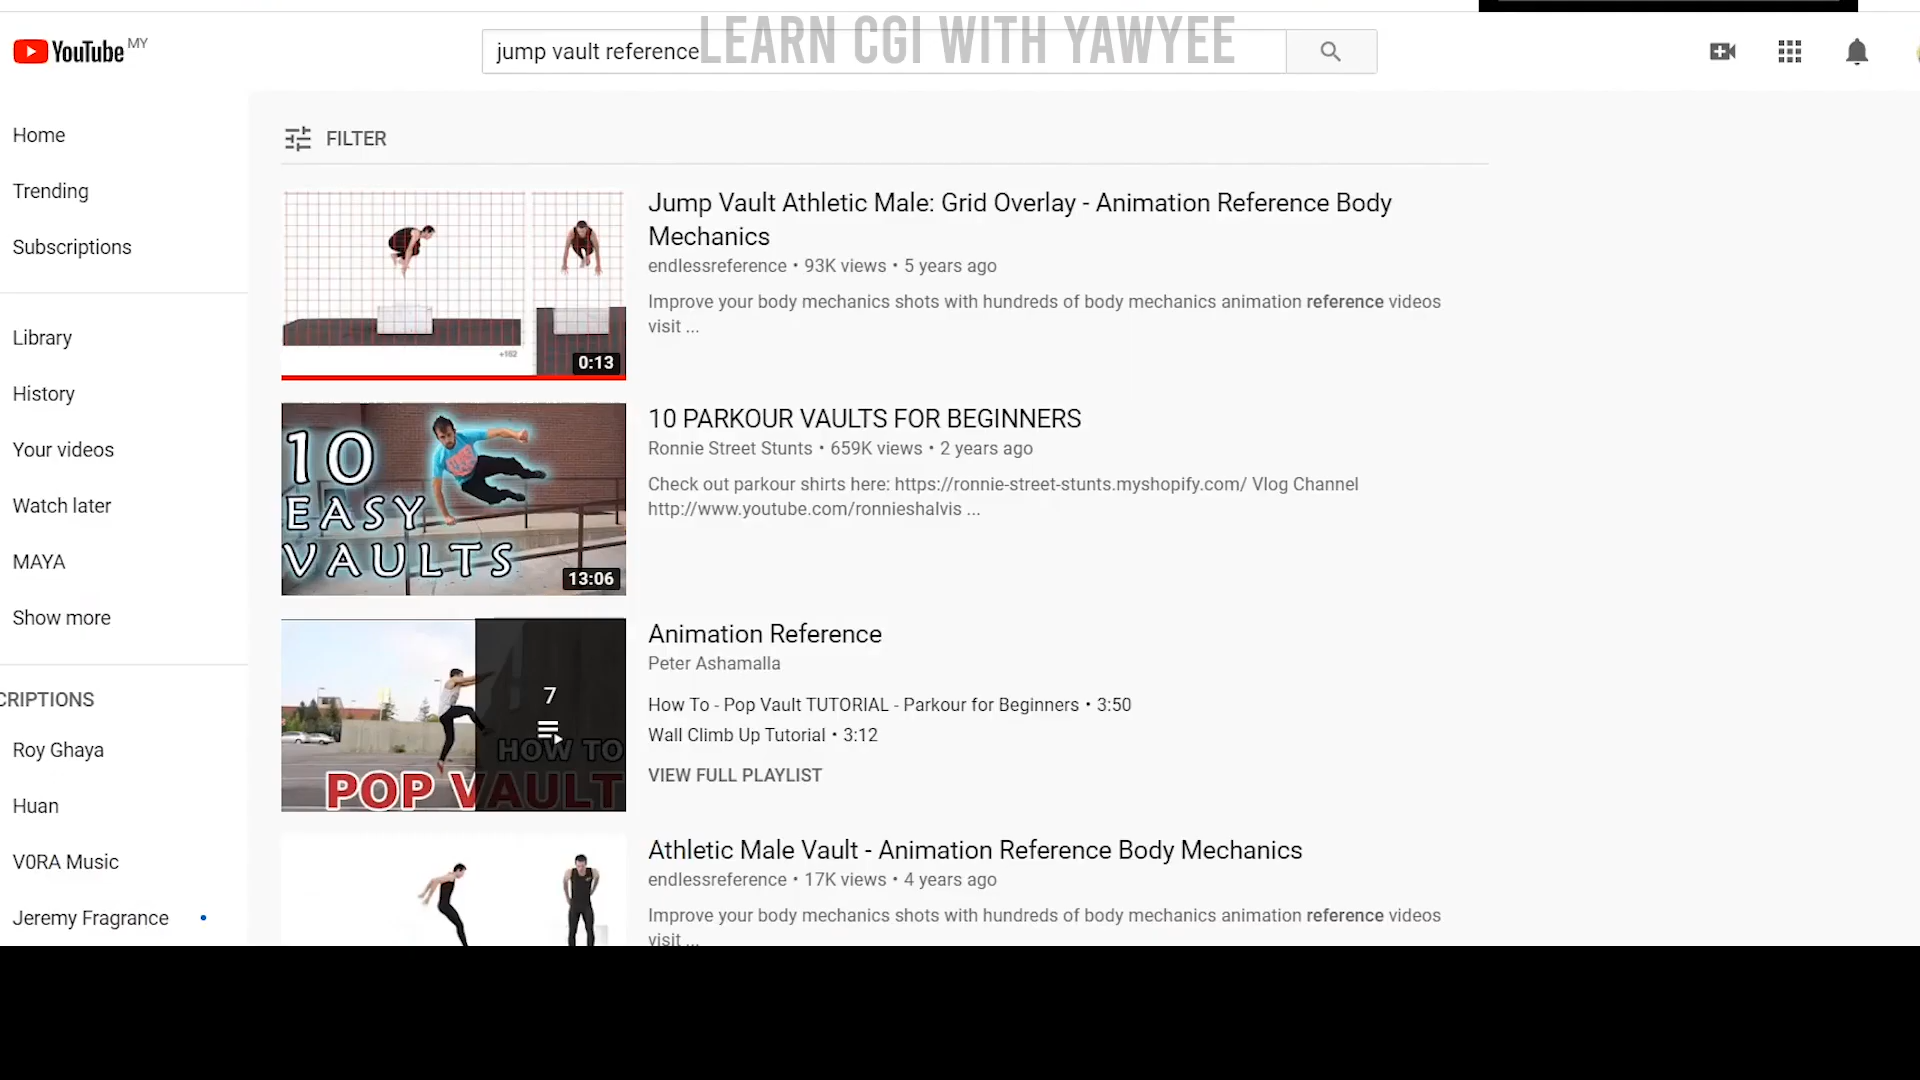 YouTube MY
jump vault reference
LEARN CGI WITH YAWYEE
Home
Trending
Subscriptions
Library
History
Your videos
Watch later
MAYA
Show more
CRIPTIONS
Roy Ghaya
Huan
V0RA Music
Jeremy Fragrance
FILTER
+162
0:13
Jump Vault Athletic Male: Grid Overlay - Animation Reference Body
Mechanics
endlessreference • 93K views • 5 years ago
Improve your body mechanics shots with hundreds of body mechanics animation reference videos
visit ...
10
EASY
VAULTS
13:06
10 PARKOUR VAULTS FOR BEGINNERS
Ronnie Street Stunts • 659K views • 2 years ago
Check out parkour shirts here: https://ronnie-street-stunts.myshopify.com/ Vlog Channel
http://www.youtube.com/ronnieshalvis ...
7
HOW TO
POP VAULT
Animation Reference
Peter Ashamalla
How To - Pop Vault TUTORIAL - Parkour for Beginners • 3:50
Wall Climb Up Tutorial • 3:12
VIEW FULL PLAYLIST
Athletic Male Vault - Animation Reference Body Mechanics
endlessreference • 17K views • 4 years ago
Improve your body mechanics shots with hundreds of body mechanics animation reference videos
visit ...